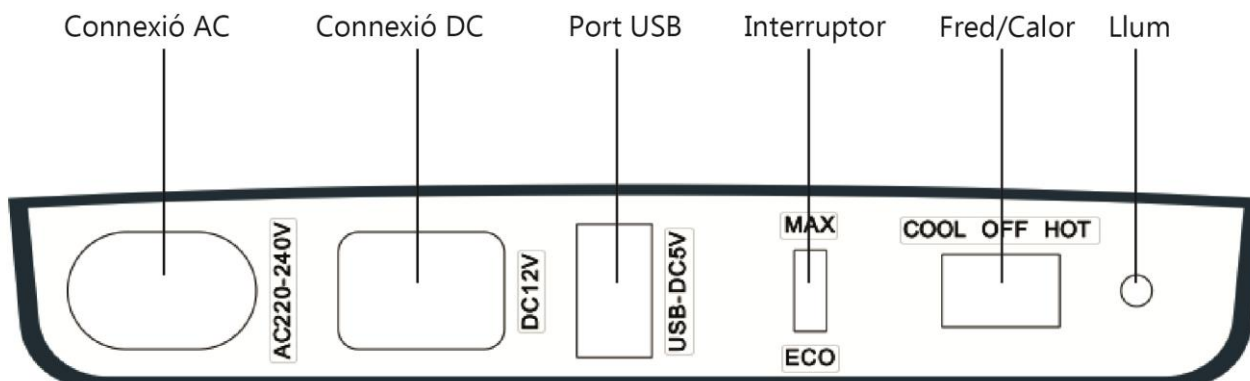 Connexió AC
Connexió DC
Port USB
Interruptor
Fred/Calor
Llum
AC220-240V
DC12V
USB-DC5V
MAX
ECO
COOL OFF HOT